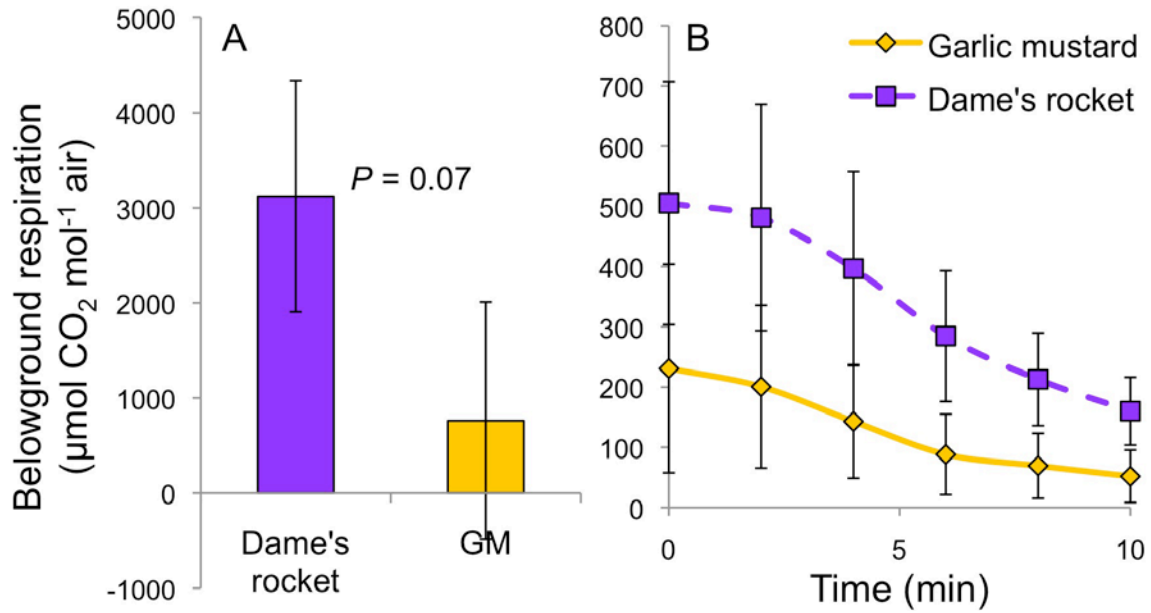 Belowground respiration
(µmol CO₂ mol⁻¹ air)
5000
4000
3000
2000
1000
0
-1000
A
P = 0.07
Dame's
rocket
GM
B
800
700
600
500
400
300
200
100
0
Garlic mustard
Dame's rocket
0
5
10
Time (min)